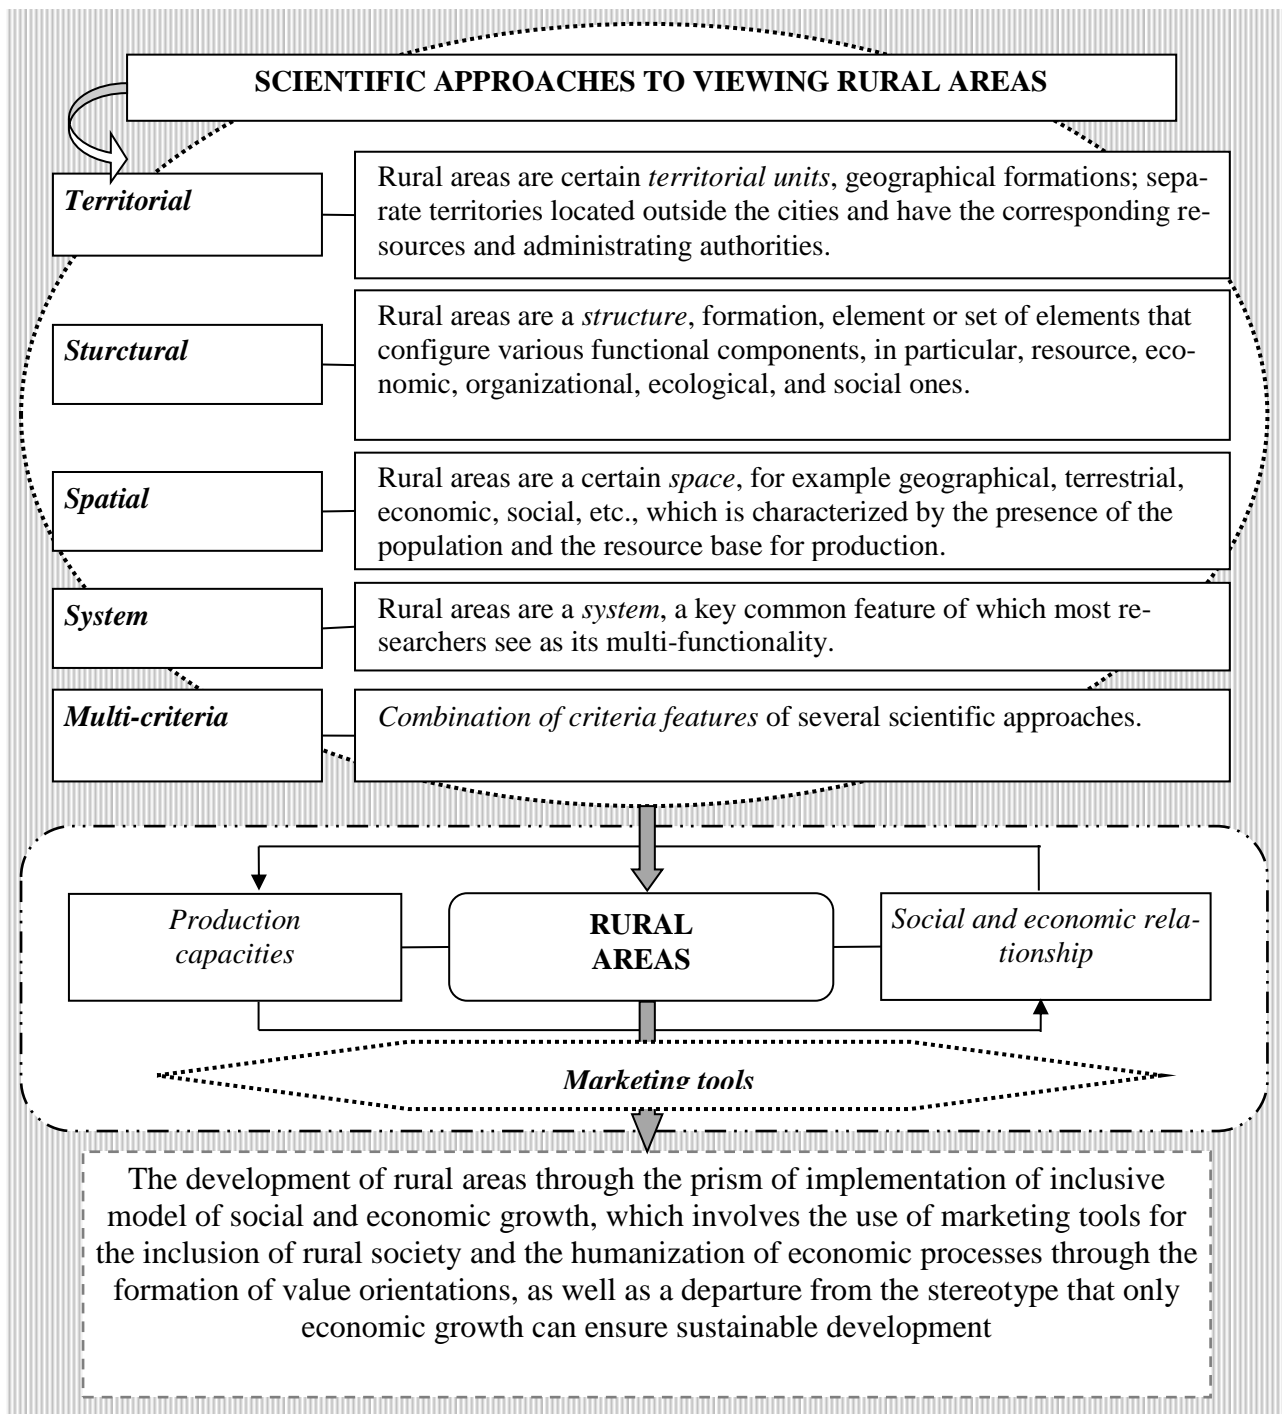 SCIENTIFIC APPROACHES TO VIEWING RURAL AREAS
Territorial
Rural areas are certain territorial units, geographical formations; sepa-
rate territories located outside the cities and have the corresponding re-
sources and administrating authorities.
Sturctural
Rural areas are a structure, formation, element or set of elements that
configure various functional components, in particular, resource, eco-
nomic, organizational, ecological, and social ones.
Spatial
Rural areas are a certain space, for example geographical, terrestrial,
economic, social, etc., which is characterized by the presence of the
population and the resource base for production.
System
Rural areas are a system, a key common feature of which most re-
searchers see as its multi-functionality.
Multi-criteria
Combination of criteria features of several scientific approaches.
Production
capacities
RURAL
AREAS
Social and economic rela-
tionship
Marketing tools
The development of rural areas through the prism of implementation of inclusive
model of social and economic growth, which involves the use of marketing tools for
the inclusion of rural society and the humanization of economic processes through the
formation of value orientations, as well as a departure from the stereotype that only
economic growth can ensure sustainable development